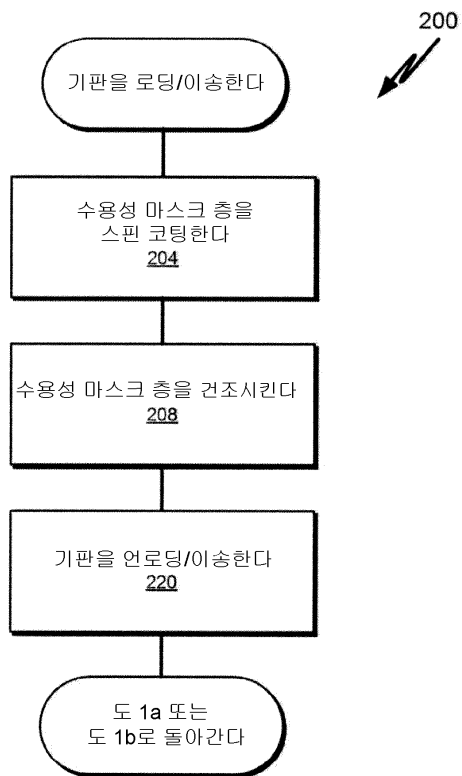 200
기판을 로딩/이송한다
수용성 마스크 층을
스핀 코팅한다
204
수용성 마스크 층을 건조시킨다
208
기판을 언로딩/이송한다
220
도 1a 또는
도 1b로 돌아간다